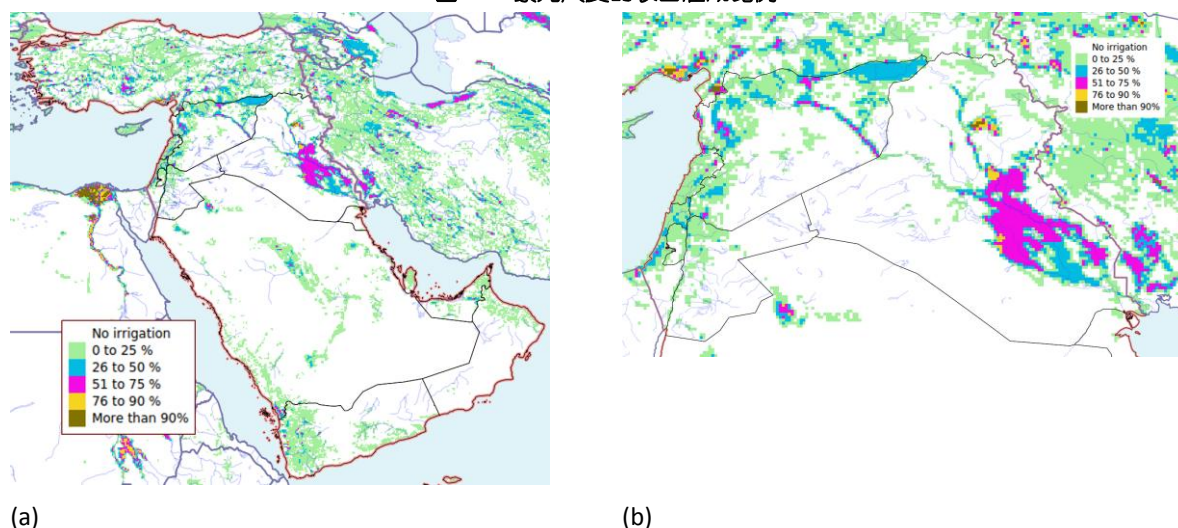 No irrigation
0 to 25 %
26 to 50 %
51 to 75 %
76 to 90 %
More than 90%
No irrigation
0 to 25 %
26 to 50 %
51 to 75 %
76 to 90 %
More than 90%
(a)
(b)